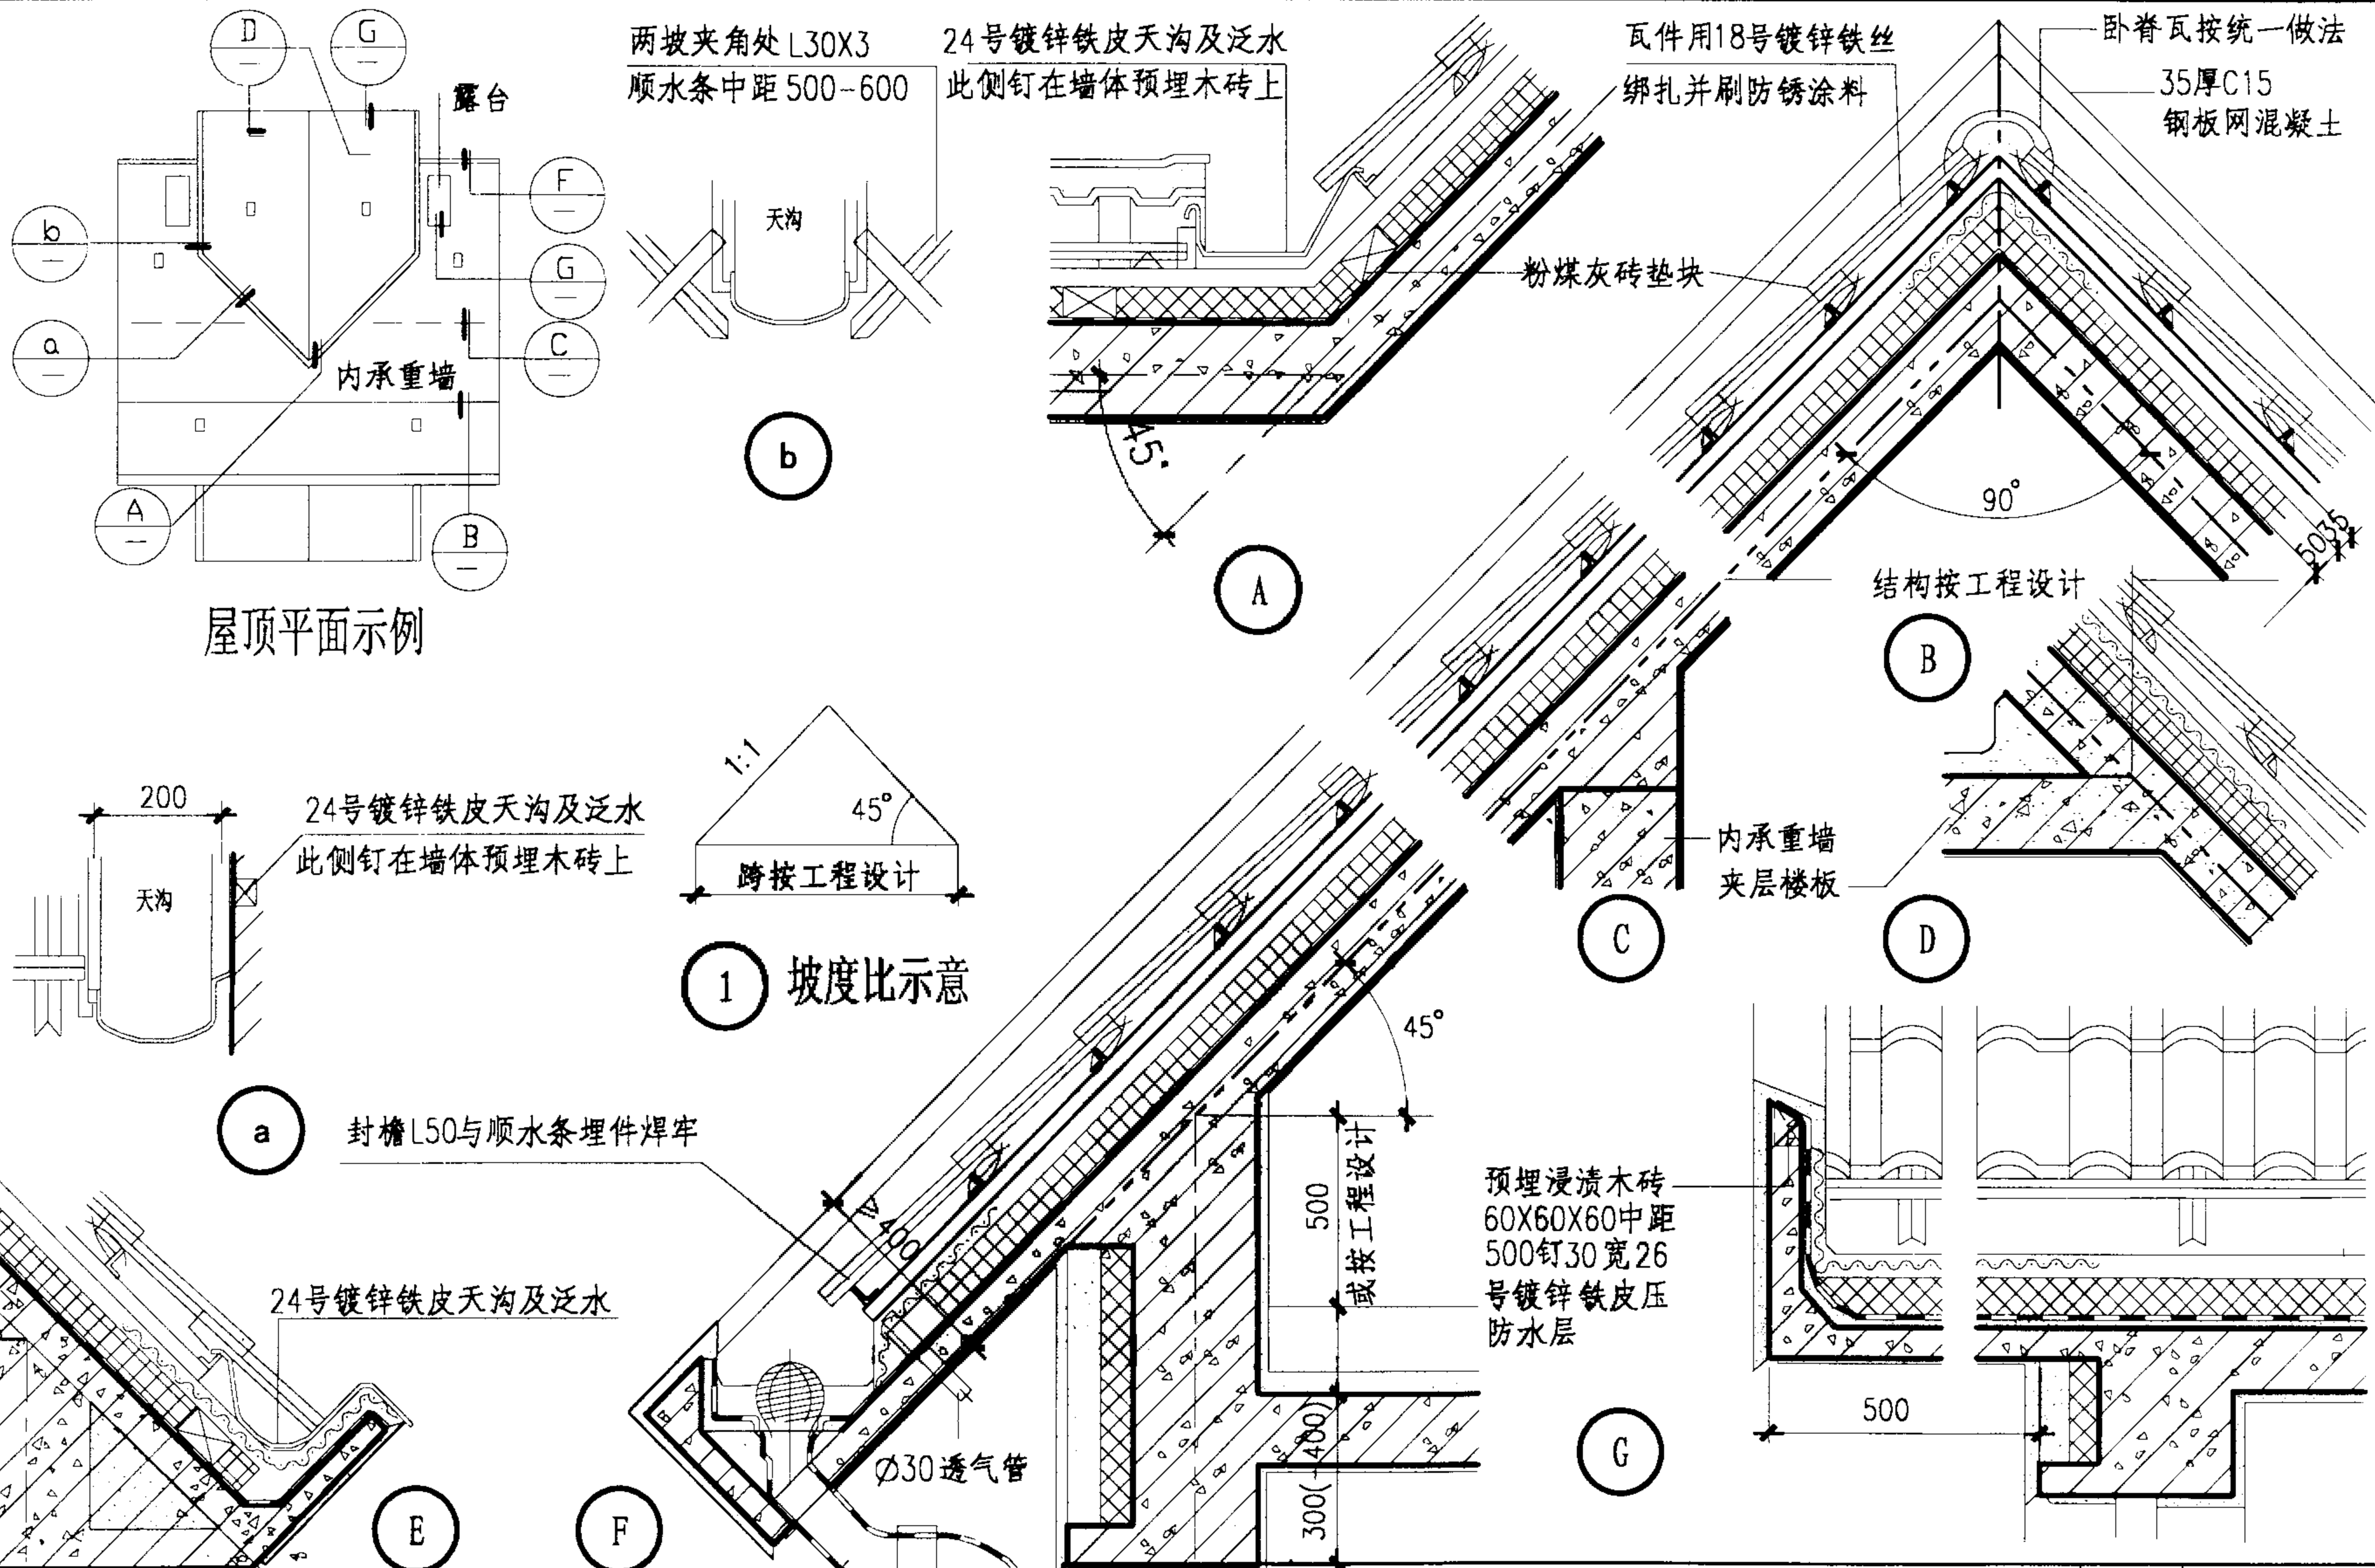 D
G
露台
F
b
G
a
C
内承重墙
A
B
屋顶平面示例
两坡夹角处L30X3
顺水条中距500-600
天沟
b
24号镀锌铁皮天沟及泛水
此侧钉在墙体预埋木砖上
45°
A
瓦件用18号镀锌铁丝
绑扎并刷防锈涂料
卧脊瓦按统一做法
35厚C15
钢板网混凝土
粉煤灰砖垫块
90°
5035
结构按工程设计
B
200
24号镀锌铁皮天沟及泛水
此侧钉在墙体预埋木砖上
天沟
a
1:1
45°
跨按工程设计
1 坡度比示意
内承重墙
夹层楼板
C
D
封檐L50与顺水条埋件焊牢
≥400
45°
500
或按工程设计
300(-400)
Ø30透气管
24号镀锌铁皮天沟及泛水
E
F
预埋浸渍木砖
60X60X60中距
500钉30宽26
号镀锌铁皮压
防水层
500
G